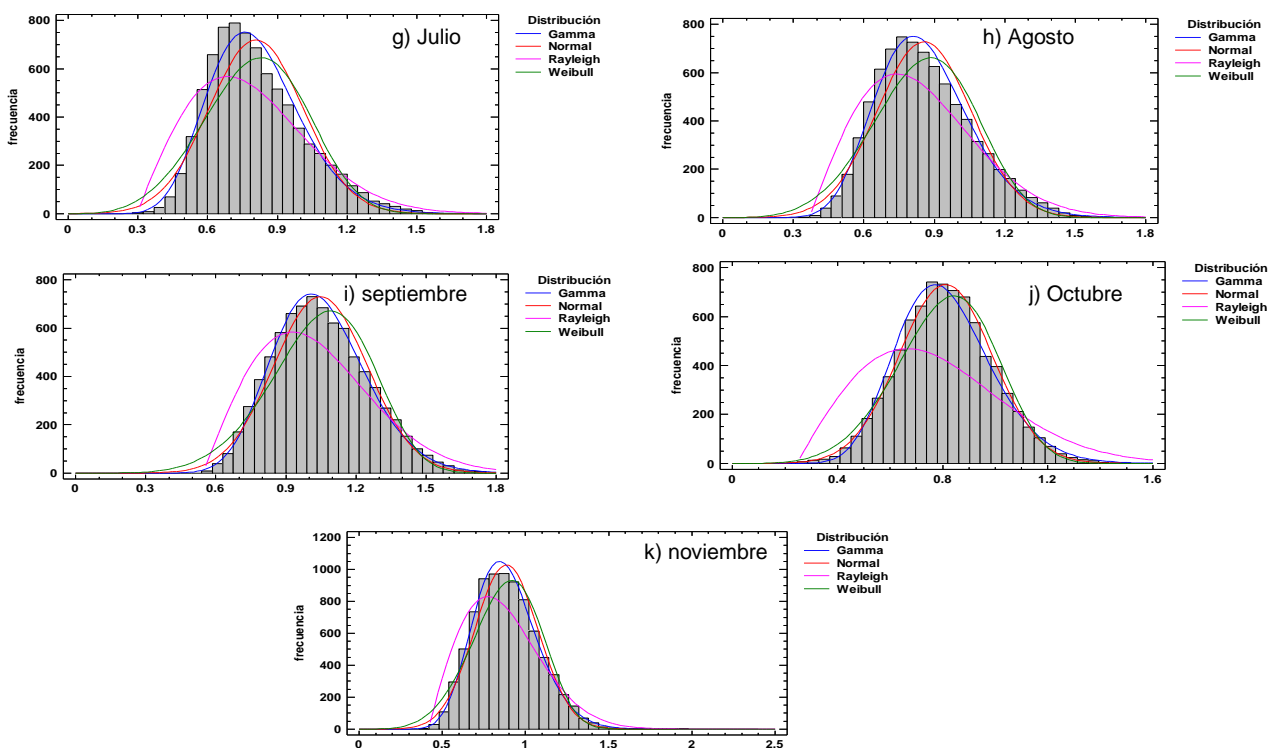 g) Julio
frecuencia
800
600
400
200
0
0 0.3 0.6 0.9 1.2 1.5 1.8
Distribución
Gamma
Normal
Rayleigh
Weibull
h) Agosto
frecuencia
800
600
400
200
0
0 0.3 0.6 0.9 1.2 1.5 1.8
Distribución
Gamma
Normal
Rayleigh
Weibull
i) septiembre
frecuencia
800
600
400
200
0
0 0.3 0.6 0.9 1.2 1.5 1.8
Distribución
Gamma
Normal
Rayleigh
Weibull
j) Octubre
frecuencia
800
600
400
200
0
0 0.4 0.8 1.2 1.6
Distribución
Gamma
Normal
Rayleigh
Weibull
k) noviembre
frecuencia
1200
1000
800
600
400
200
0
0 0.5 1 1.5 2 2.5
Distribución
Gamma
Normal
Rayleigh
Weibull